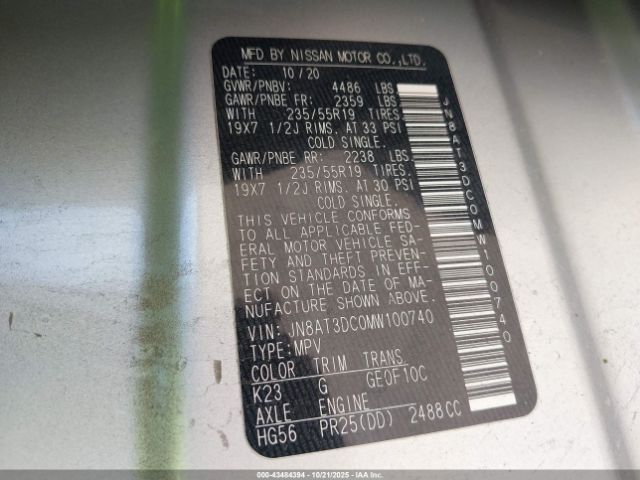 MFD BY NISSAN MOTOR CO.,LTD.
DATE: 10/20
GVWR/PNBV: 4486 LBS
GAWR/PNBE FR: 2359 LBS
WITH 235/55R19 TIRES.
19X7 1/2J RIMS. AT 33 PSI
COLD SINGLE.
GAWR/PNBE RR: 2238 LBS.
WITH 235/55R19 TIRES.
19X7 1/2J RIMS. AT 30 PSI
COLD SINGLE.
THIS VEHICLE CONFORMS
TO ALL APPLICABLE FED-
ERAL MOTOR VEHICLE SA-
FETY AND THEFT PREVEN-
TION STANDARDS IN EFF-
ECT ON THE DATE OF MA-
NUFACTURE SHOWN ABOVE.
VIN: JN8AT3DC0MW100740
TYPE:MPV
COLOR TRIM TRANS
K23 G GE0F10C
AXLE ENGINE
HG56 PR25(DD) 2488CC
JN8AT3DC0MW100740
000-43484394 - 10/21/2025 - IAAI.COM